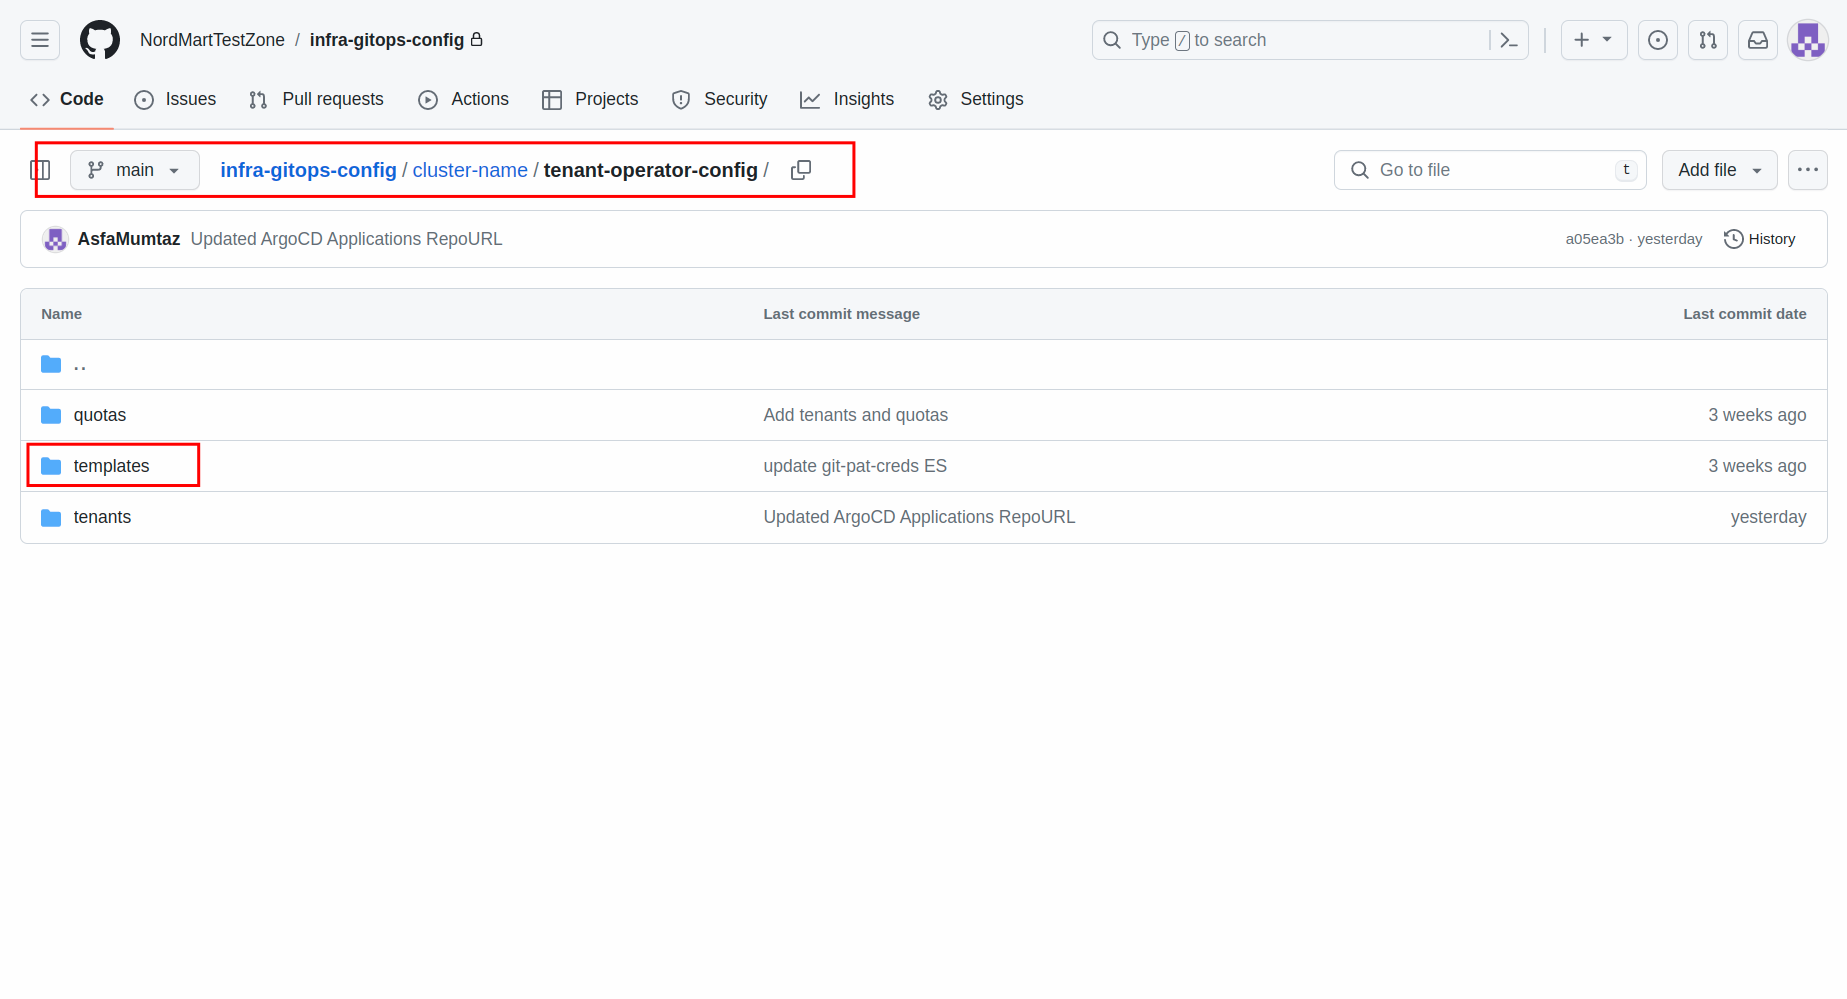 NordMartTestZone / infra-gitops-config
Type / to search
Code Issues Pull requests Actions Projects Security Insights Settings
main infra-gitops-config / cluster-name / tenant-operator-config / Go to file t Add file
AsfaMumtaz Updated ArgoCD Applications RepoURL a05ea3b · yesterday History
Name Last commit message Last commit date
..
quotas Add tenants and quotas 3 weeks ago
templates update git-pat-creds ES 3 weeks ago
tenants Updated ArgoCD Applications RepoURL yesterday